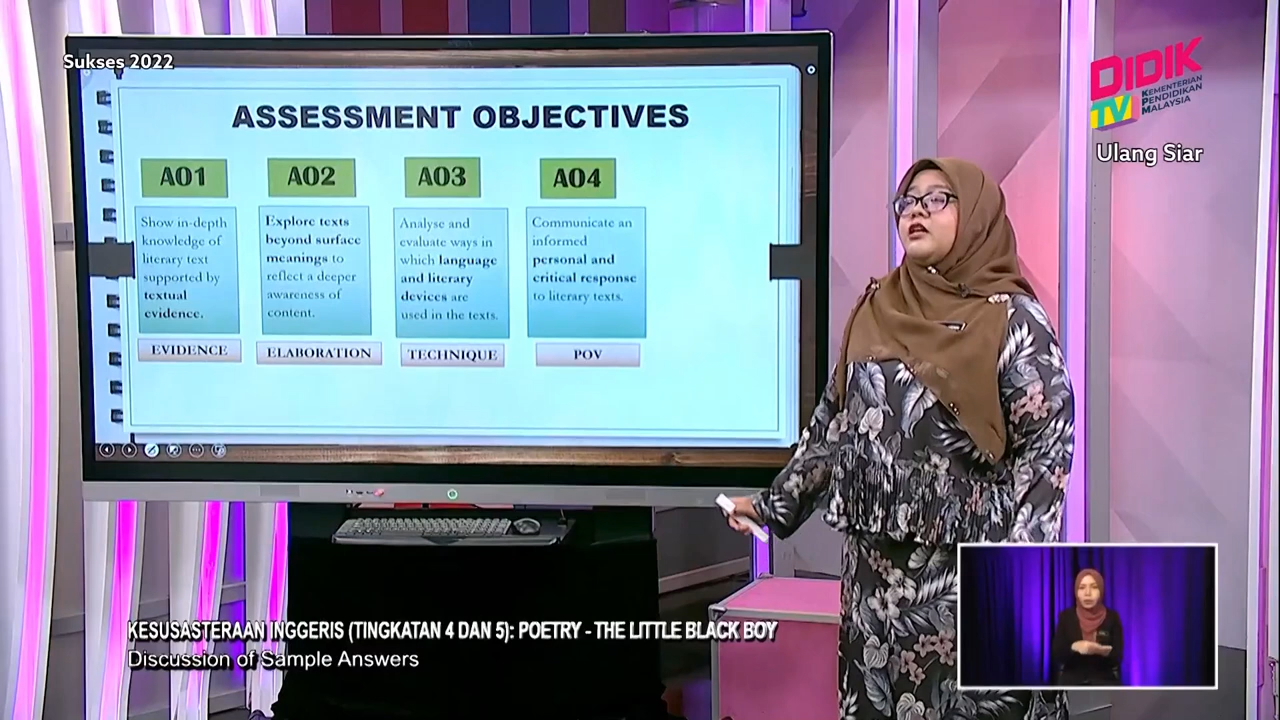 Sukses 2022
DIDIK
TV
KEMENTERIAN
PENDIDIKAN
MALAYSIA
Ulang Siar
ASSESSMENT OBJECTIVES
AO1
Show in-depth
knowledge of
literary text
supported by
textual
evidence.
EVIDENCE
AO2
Explore texts
beyond surface
meanings to
reflect a deeper
awareness of
content.
ELABORATION
AO3
Analyse and
evaluate ways in
which language
and literary
devices are
used in the texts.
TECHNIQUE
AO4
Communicate an
informed
personal and
critical response
to literary texts.
POV
KESUSASTERAAN INGGERIS (TINGKATAN 4 DAN 5): POETRY - THE LITTLE BLACK BOY
Discussion of Sample Answers